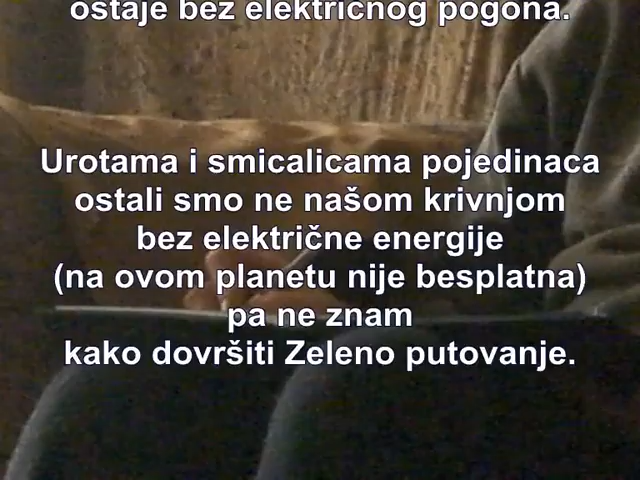 ostaje bez električnog pogona.
Urotama i smicalicama pojedinaca
ostali smo ne našom krivnjom
bez električne energije
(na ovom planetu nije besplatna)
pa ne znam
kako dovršiti Zeleno putovanje.